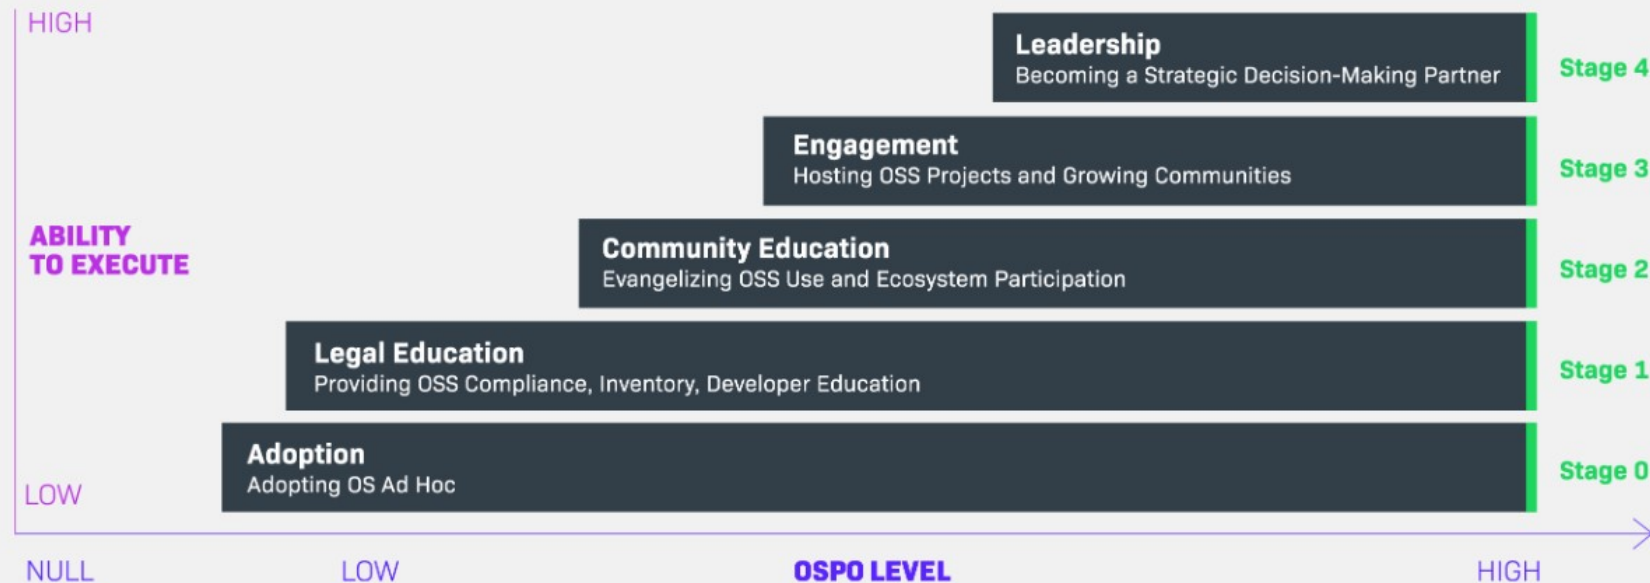 HIGH
Leadership
Becoming a Strategic Decision-Making Partner
Stage 4
Engagement
Hosting OSS Projects and Growing Communities
Stage 3
ABILITY
TO EXECUTE
Community Education
Evangelizing OSS Use and Ecosystem Participation
Stage 2
Legal Education
Providing OSS Compliance, Inventory, Developer Education
Stage 1
Adoption
Adopting OS Ad Hoc
Stage 0
LOW
NULL
LOW
OSPO LEVEL
HIGH